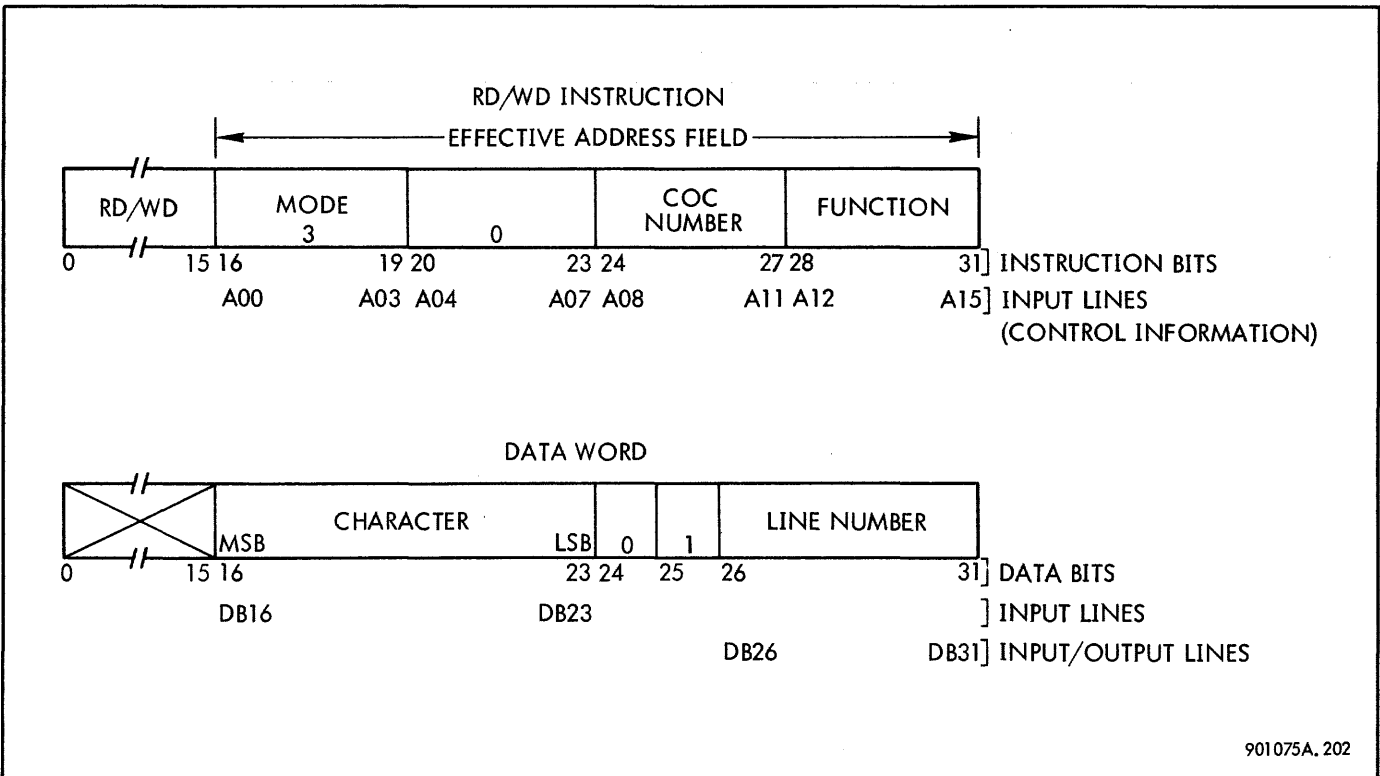 RD/WD INSTRUCTION
EFFECTIVE ADDRESS FIELD
RD/WD MODE 3 0 COC NUMBER FUNCTION
0 15 16 19 20 23 24 27 28 31] INSTRUCTION BITS
A00 A03 A04 A07 A08 A11 A12 A15] INPUT LINES
(CONTROL INFORMATION)
DATA WORD
MSB CHARACTER LSB 0 1 LINE NUMBER
0 15 16 23 24 25 26 31] DATA BITS
DB16 DB23 ] INPUT LINES
DB26 DB31] INPUT/OUTPUT LINES
901075A.202